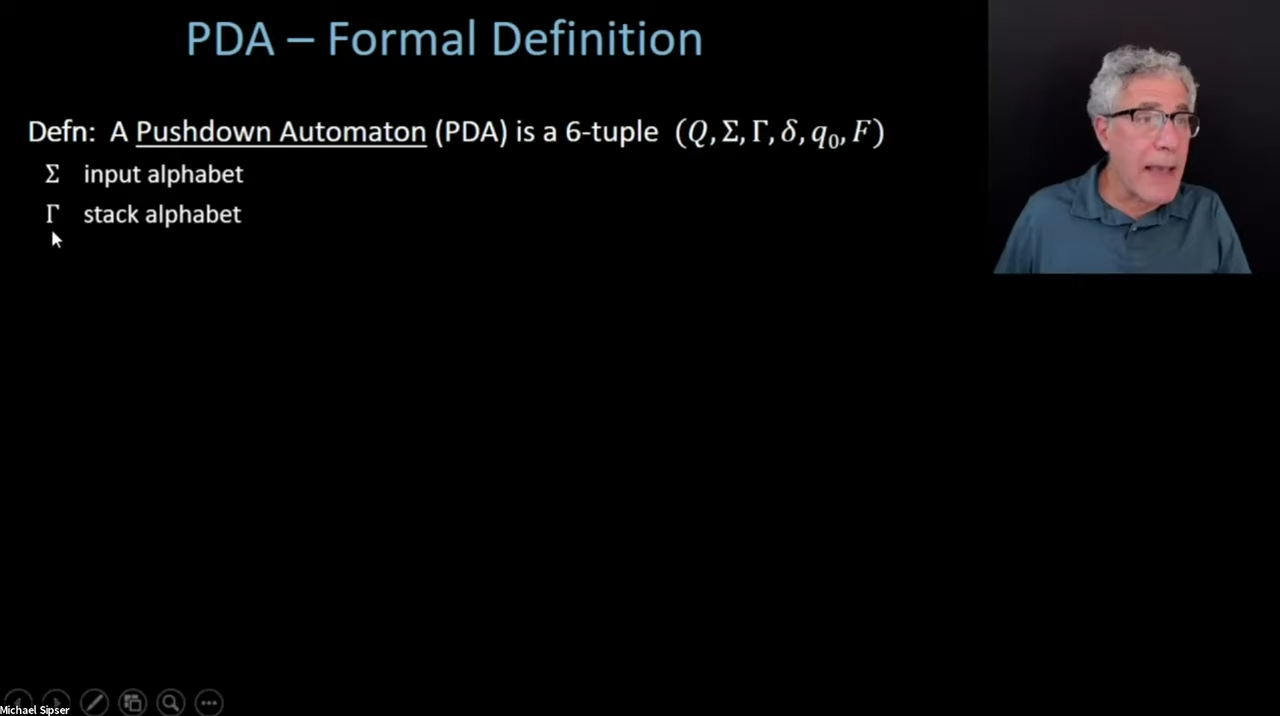 PDA – Formal Definition
Defn: A Pushdown Automaton (PDA) is a 6-tuple (Q, Σ, Γ, δ, q₀, F)
Σ input alphabet
Γ stack alphabet
Michael Sipser